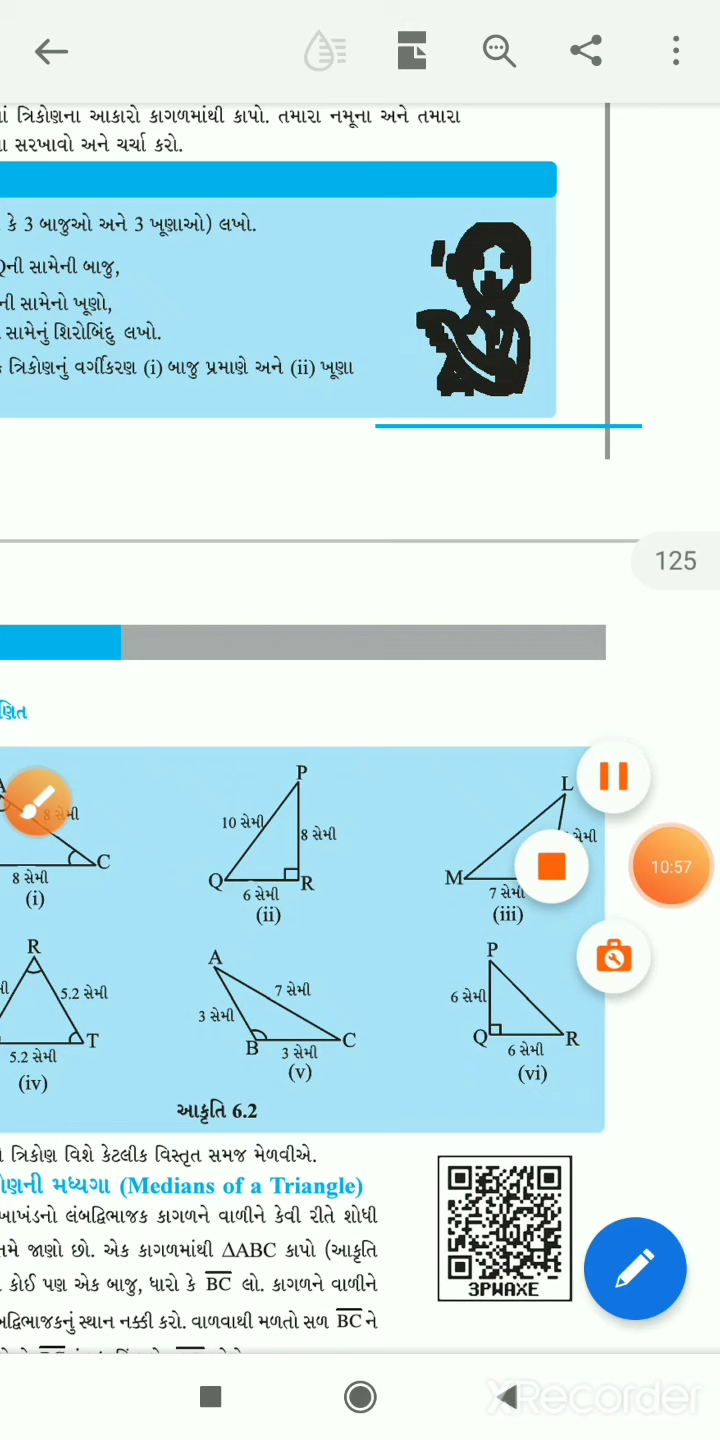 ત્રિકોણના આકારો કાગળમાંથી કાપો. તમારા નમૂના અને તમારા
સરખાવો અને ચર્ચા કરો.
કે 3 બાજુઓ અને 3 ખૂણાઓ) લખો.
ની સામેની બાજુ,
ની સામેનો ખૂણો,
સામેનું શિરોબિંદુ લખો.
ત્રિકોણનું વર્ગીકરણ (i) બાજુ પ્રમાણે અને (ii) ખૂણા
125
ણિત
8 સેમી
C
8 સેમી
(i)
P
10 સેમી
8 સેમી
Q
R
6 સેમી
(ii)
L
સેમી
M
7 સેમી
(iii)
10:57
R
5.2 સેમી
T
5.2 સેમી
(iv)
A
7 સેમી
3 સેમી
B
C
3 સેમી
(v)
P
6 સેમી
Q
R
6 સેમી
(vi)
આકૃતિ 6.2
ત્રિકોણ વિશે કેટલીક વિસ્તૃત સમજ મેળવીએ.
ોણની મધ્યગા (Medians of a Triangle)
ખાખંડનો લંબદ્વિભાજક કાગળને વાળીને કેવી રીતે શોધી
તમે જાણો છો. એક કાગળમાંથી ΔABC કાપો (આકૃતિ
કોઈ પણ એક બાજુ, ધારો કે BC લો. કાગળને વાળીને
બદ્વિભાજકનું સ્થાન નક્કી કરો. વાળવાથી મળતો સળ BC ને
3PWAXE
XRecorder